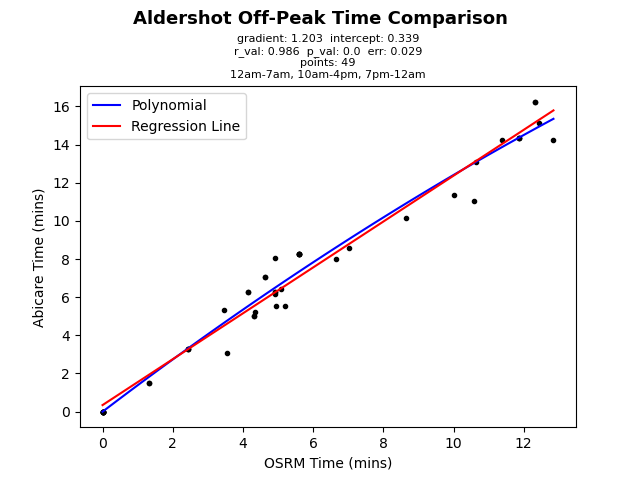 Aldershot Off-Peak Time Comparison
gradient: 1.203  intercept: 0.339
r_val: 0.986  p_val: 0.0  err: 0.029
points: 49
12am-7am, 10am-4pm, 7pm-12am
Polynomial
Regression Line
16
14
12
10
8
6
4
2
0
Abicare Time (mins)
0 2 4 6 8 10 12
OSRM Time (mins)